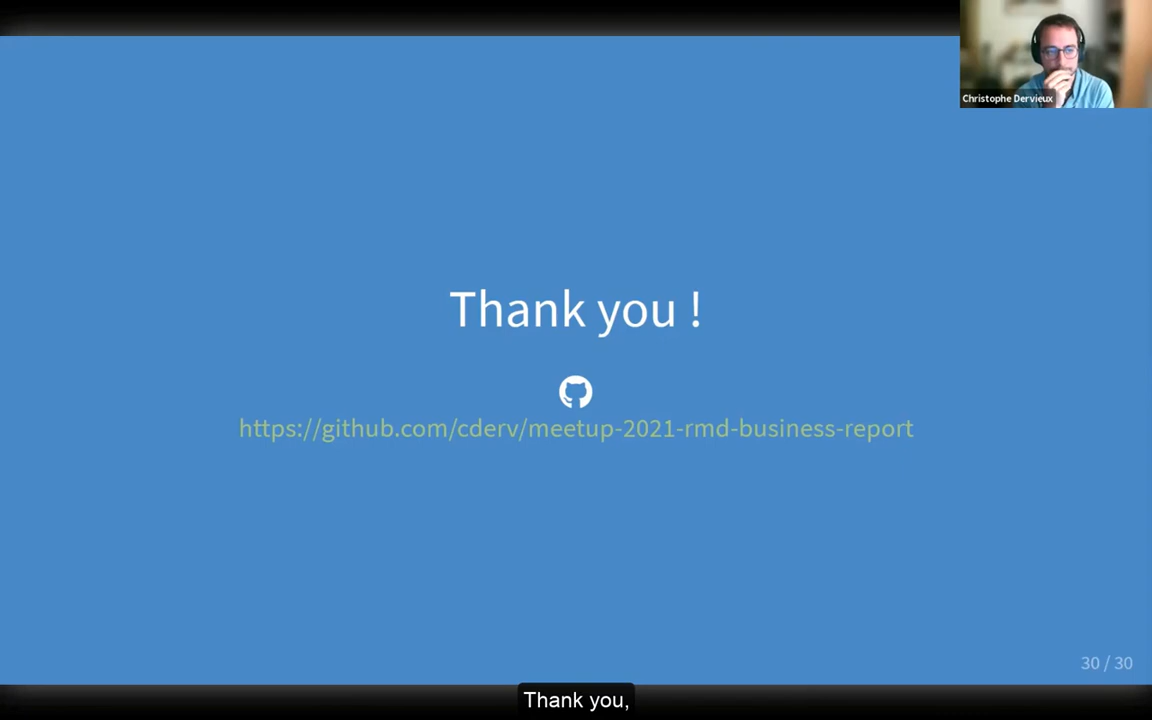 Christophe Dervieux
Thank you !
https://github.com/cderv/meetup-2021-rmd-business-report
30 / 30
Thank you,